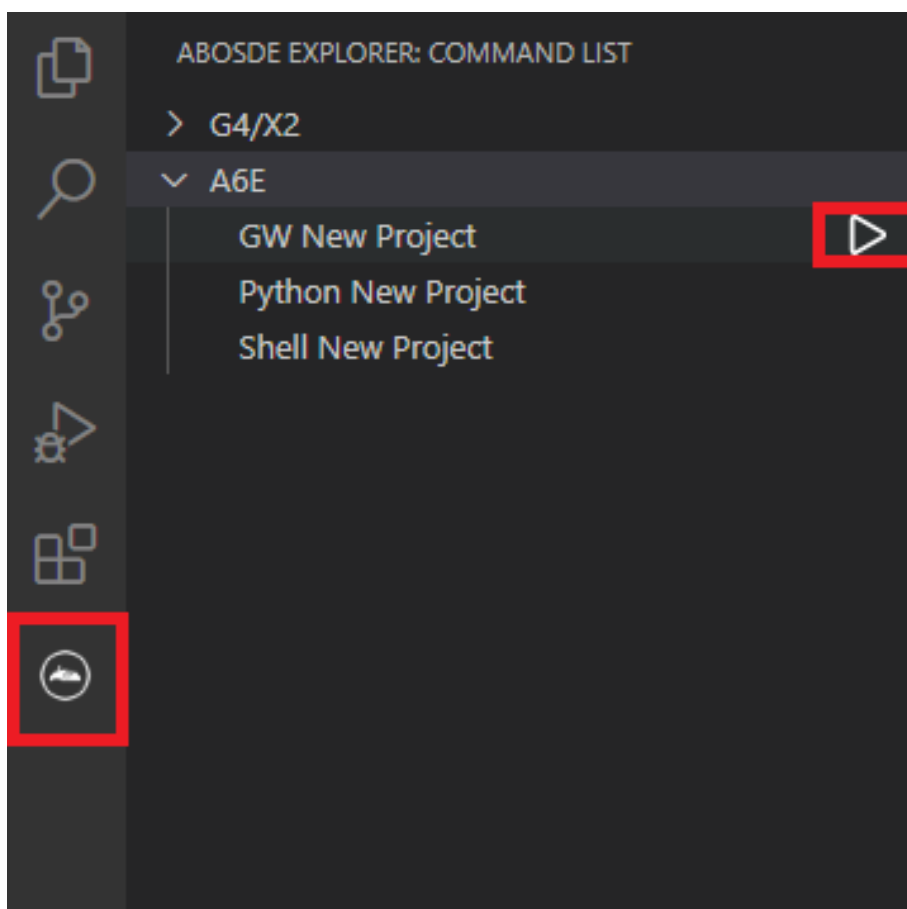 ABOSDE EXPLORER: COMMAND LIST
G4/X2
A6E
GW New Project
Python New Project
Shell New Project